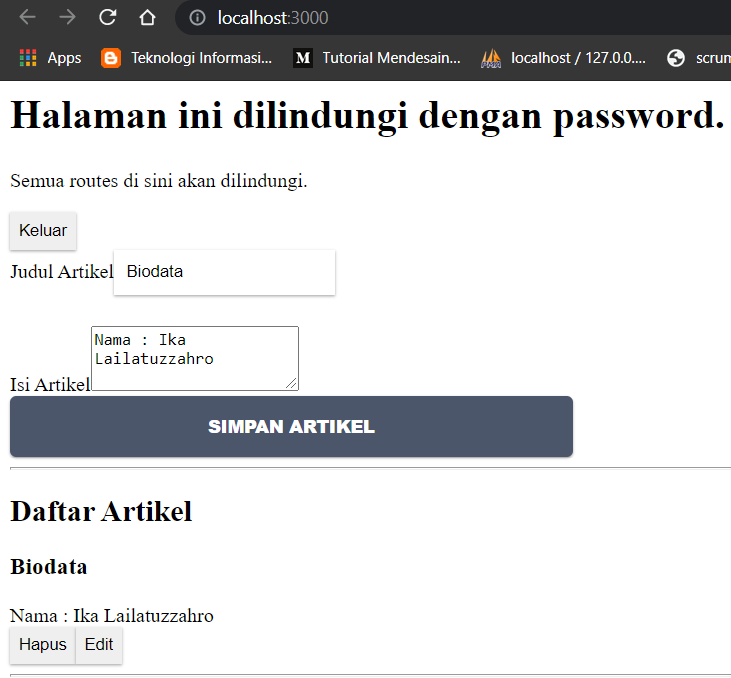 localhost:3000
Apps Teknologi Informasi... M Tutorial Mendesain... PMA localhost / 127.0.0.... scrum
Halaman ini dilindungi dengan password.
Semua routes di sini akan dilindungi.
Keluar
Judul Artikel Biodata
Nama : Ika
Lailatuzzahro
Isi Artikel
SIMPAN ARTIKEL
Daftar Artikel
Biodata
Nama : Ika Lailatuzzahro
Hapus Edit